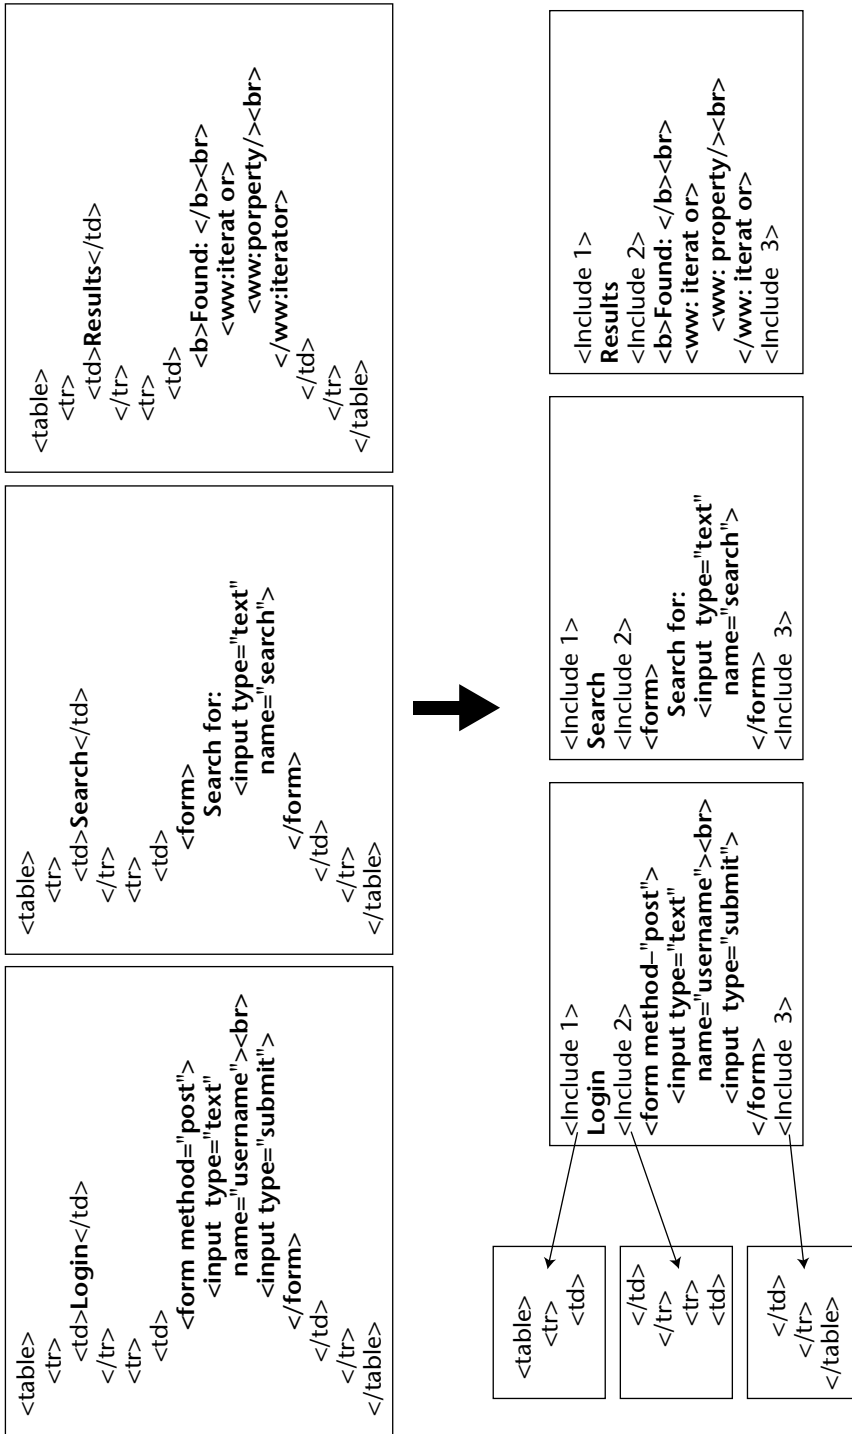 <table>
<tr>
<td>Login</td>
</tr>
<tr>
<td>
<form method="post">
<input type="text"
name="username"><br>
<input type="submit">
</form>
</td>
</tr>
</table>
<table>
<tr>
<td>Search</td>
</tr>
<tr>
<td>
<form>
Search for:
<input type="text"
name="search">
</form>
</td>
</tr>
</table>
<table>
<tr>
<td>Results</td>
</tr>
<tr>
<td>
<b>Found: </b><br>
<ww:iterat or>
<ww:porperty/><br>
</ww:iterator>
</td>
</tr>
</table>
<table>
<tr>
<td>
</td>
</tr>
<tr>
<td>
</td>
</tr>
</table>
<Include 1>
Login
<Include 2>
<form method–"post">
<input type="text"
name="username"><br>
<input type="submit">
</form>
<Include 3>
<Include 1>
Search
<Include 2>
<form>
Search for:
<input type="text"
name="search">
</form>
<Include 3>
<Include 1>
Results
<Include 2>
<b>Found: </b><br>
<ww: iterat or>
<ww: property/><br>
</ww: iterat or>
<Include 3>